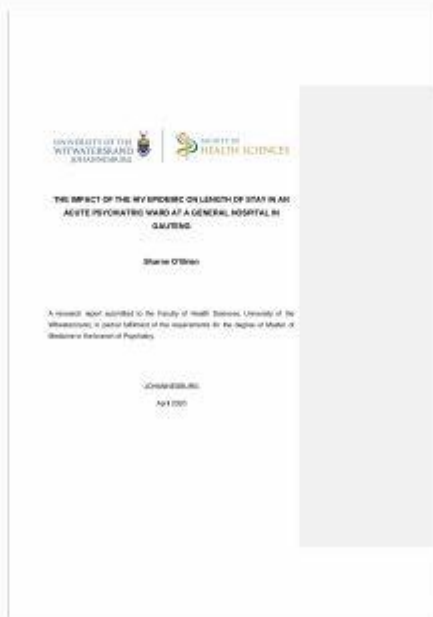 UNIVERSITY OF THE
WITWATERSRAND
JOHANNESBURG
FACULTY OF
HEALTH SCIENCES
THE IMPACT OF THE HIV EPIDEMIC ON LENGTH OF STAY IN AN
ACUTE PSYCHIATRIC WARD AT A GENERAL HOSPITAL IN
GAUTENG
O'Brien
A research report submitted to the Faculty of Health Sciences, University of the
Witwatersrand, in partial fulfilment of the requirements for the degree of Master of
Medicine in the branch of Psychiatry.
JOHANNESBURG
April 2020